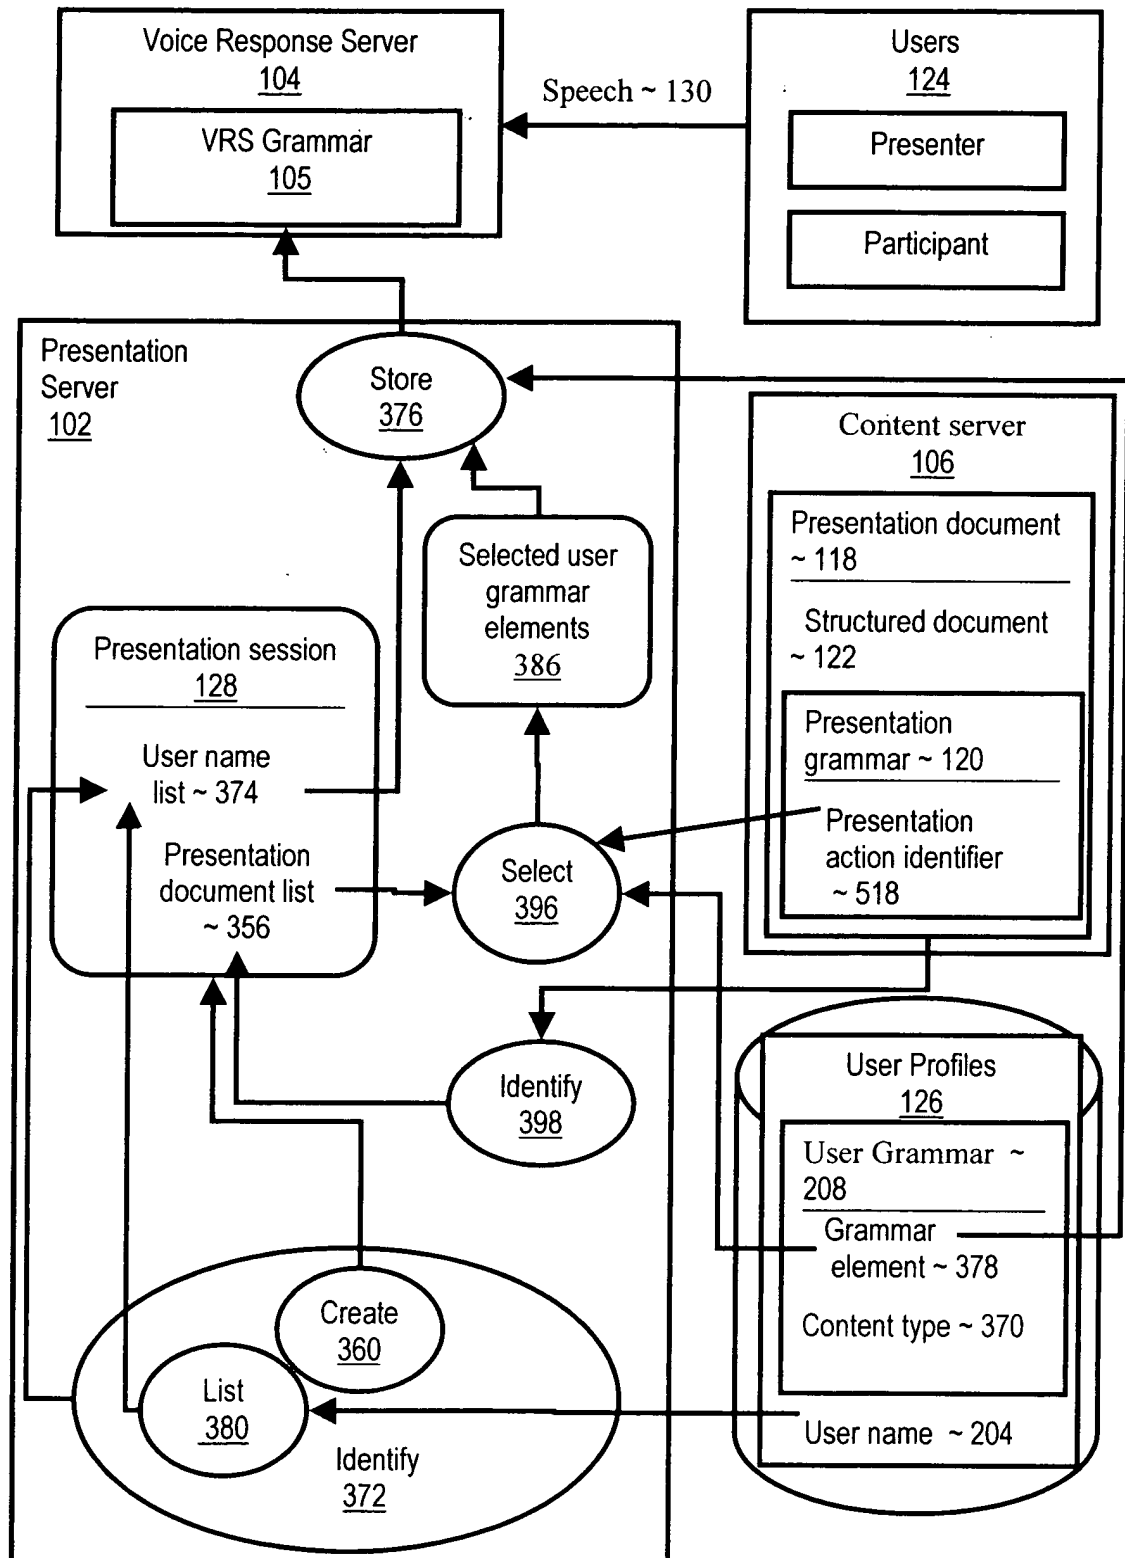 Voice Response Server
104
VRS Grammar
105
Speech ~ 130
Users
124
Presenter
Participant
Presentation
Server
102
Store
376
Selected user
grammar
elements
386
Content server
106
Presentation document
~ 118
Structured document
~ 122
Presentation
grammar ~ 120
Presentation
action identifier
~ 518
Presentation session
128
User name
list ~ 374
Presentation
document list
~ 356
Select
396
Identify
398
User Profiles
126
User Grammar ~
208
Grammar
element ~ 378
Content type ~ 370
User name ~ 204
Create
360
List
380
Identify
372